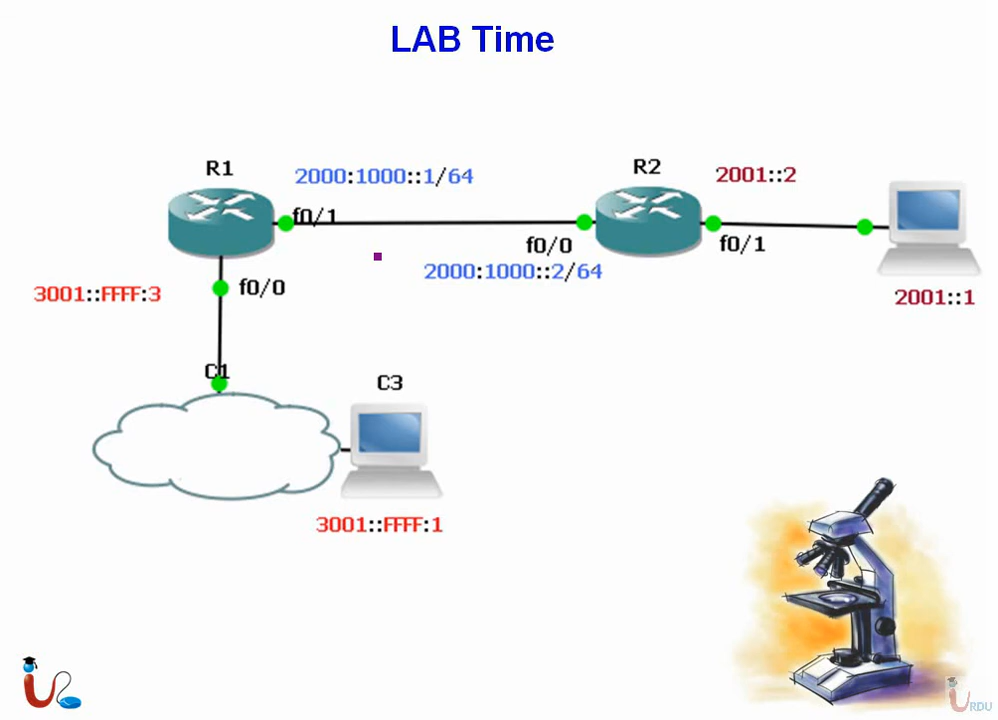 LAB Time
R1
2000:1000::1/64
R2
2001::2
f0/1
f0/0
f0/1
2000:1000::2/64
3001::FFFF:3
f0/0
2001::1
C1
C3
3001::FFFF:1
URDU